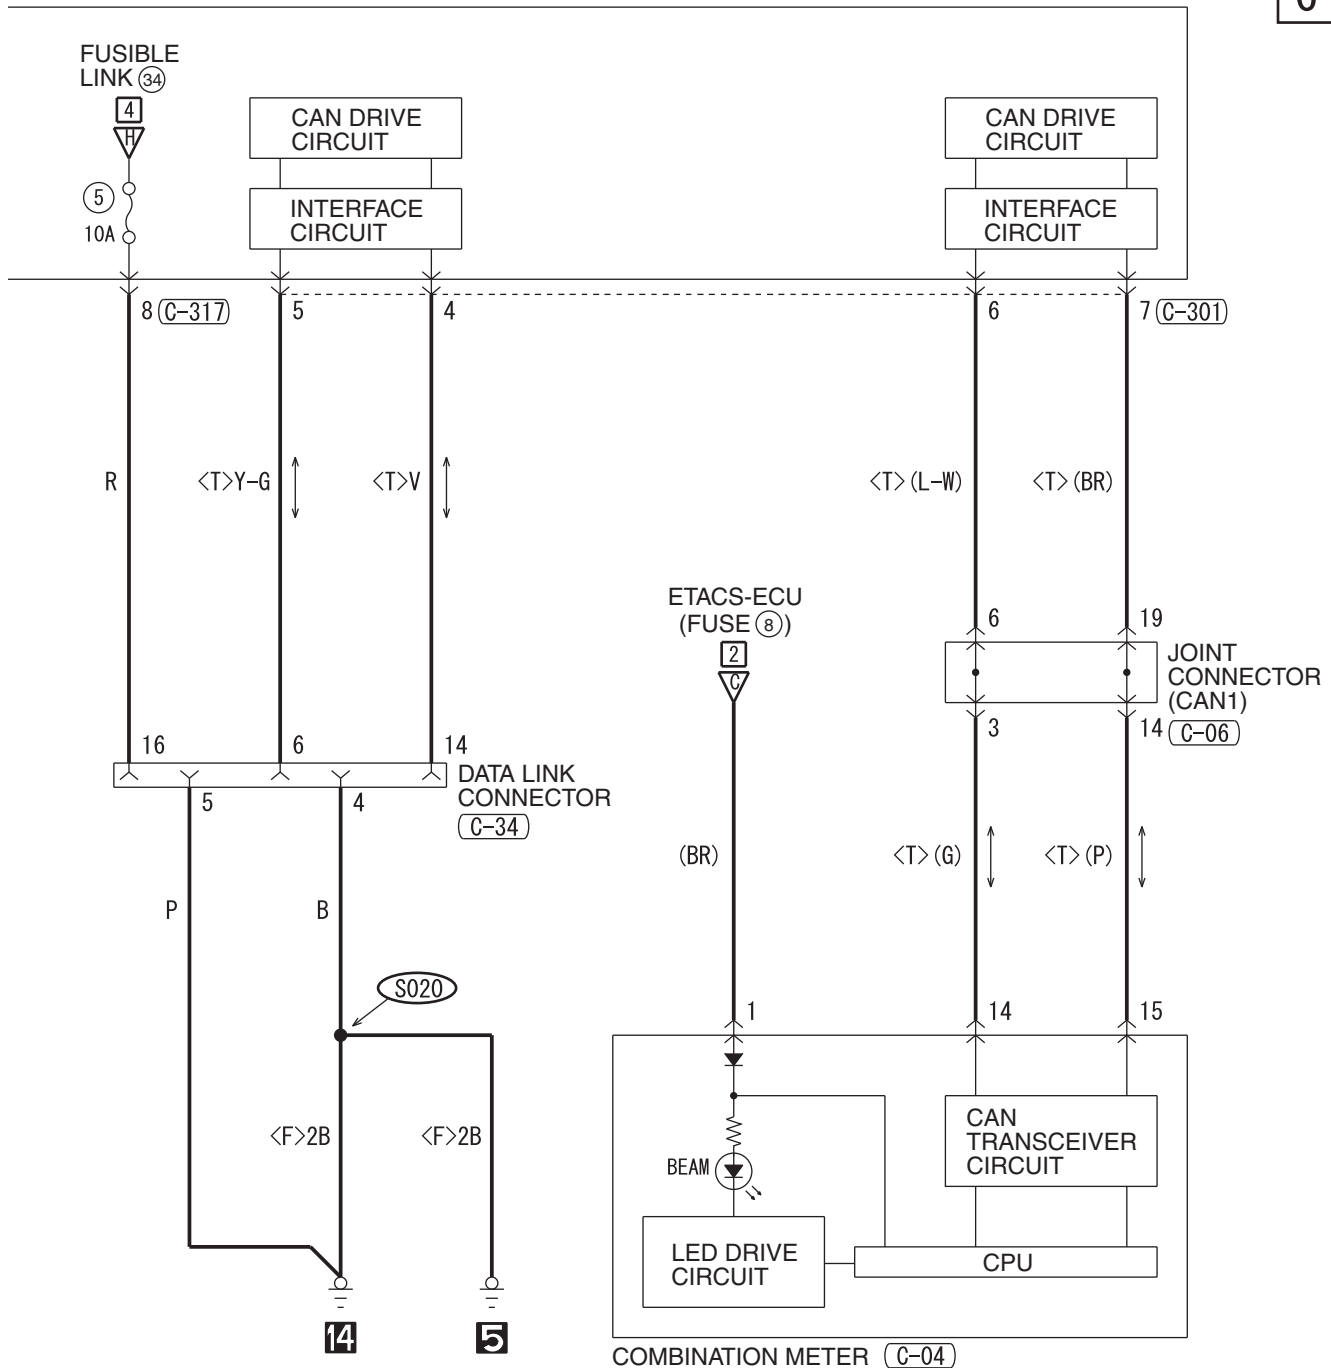 FUSIBLE
LINK 34
4
H
5
10A
CAN DRIVE
CIRCUIT
INTERFACE
CIRCUIT
CAN DRIVE
CIRCUIT
INTERFACE
CIRCUIT
8 C-317
5
4
6
7 C-301
R
<T>Y-G
<T>V
<T>(L-W)
<T>(BR)
ETACS-ECU
(FUSE 8)
2
C
6
19
JOINT
CONNECTOR
(CAN1)
3
14 C-06
16
6
14
DATA LINK
CONNECTOR
C-34
5
4
(BR)
<T>(G)
<T>(P)
P
B
S020
1
14
15
<F>2B
<F>2B
BEAM
CAN
TRANSCEIVER
CIRCUIT
LED DRIVE
CIRCUIT
CPU
14
5
COMBINATION METER C-04